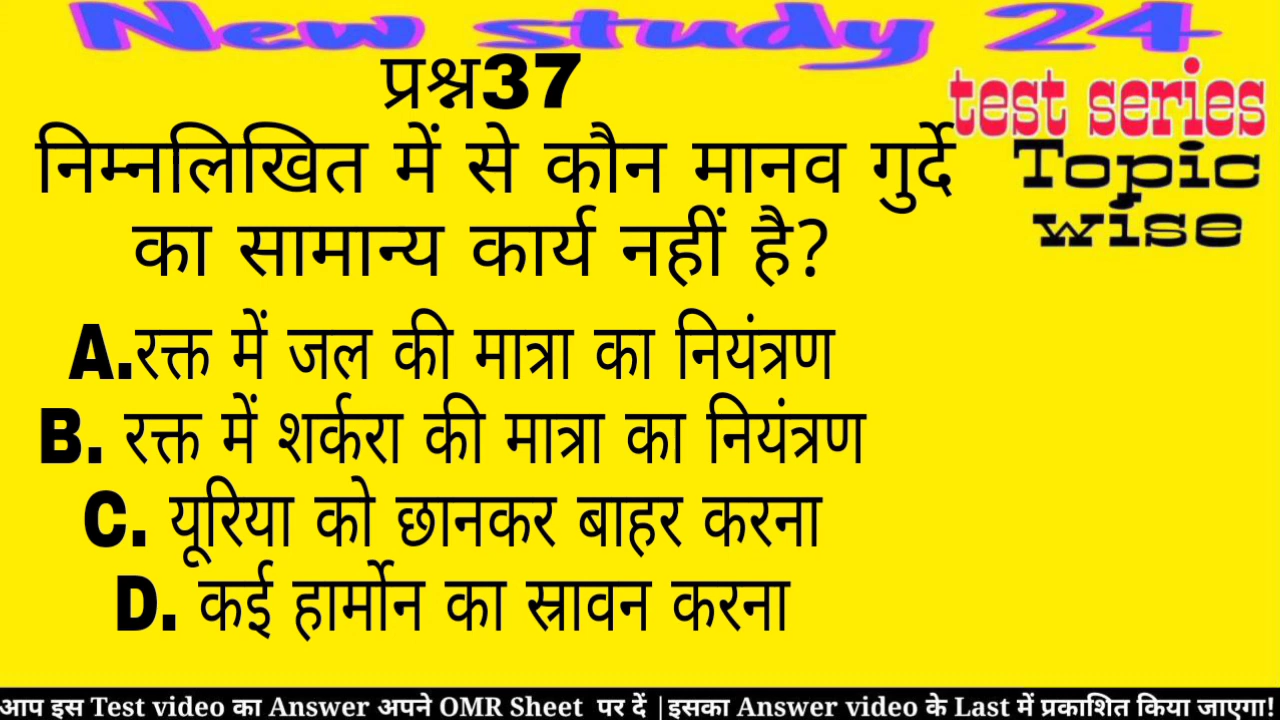 New study 24
प्रश्न37
test series
Topic
wise
निम्नलिखित में से कौन मानव गुर्दे
का सामान्य कार्य नहीं है?
A.रक्त में जल की मात्रा का नियंत्रण
B. रक्त में शर्करा की मात्रा का नियंत्रण
C. यूरिया को छानकर बाहर करना
D. कई हार्मोन का स्रावन करना
आप इस Test video का Answer अपने OMR Sheet पर दें |इसका Answer video के Last में प्रकाशित किया जाएगा!